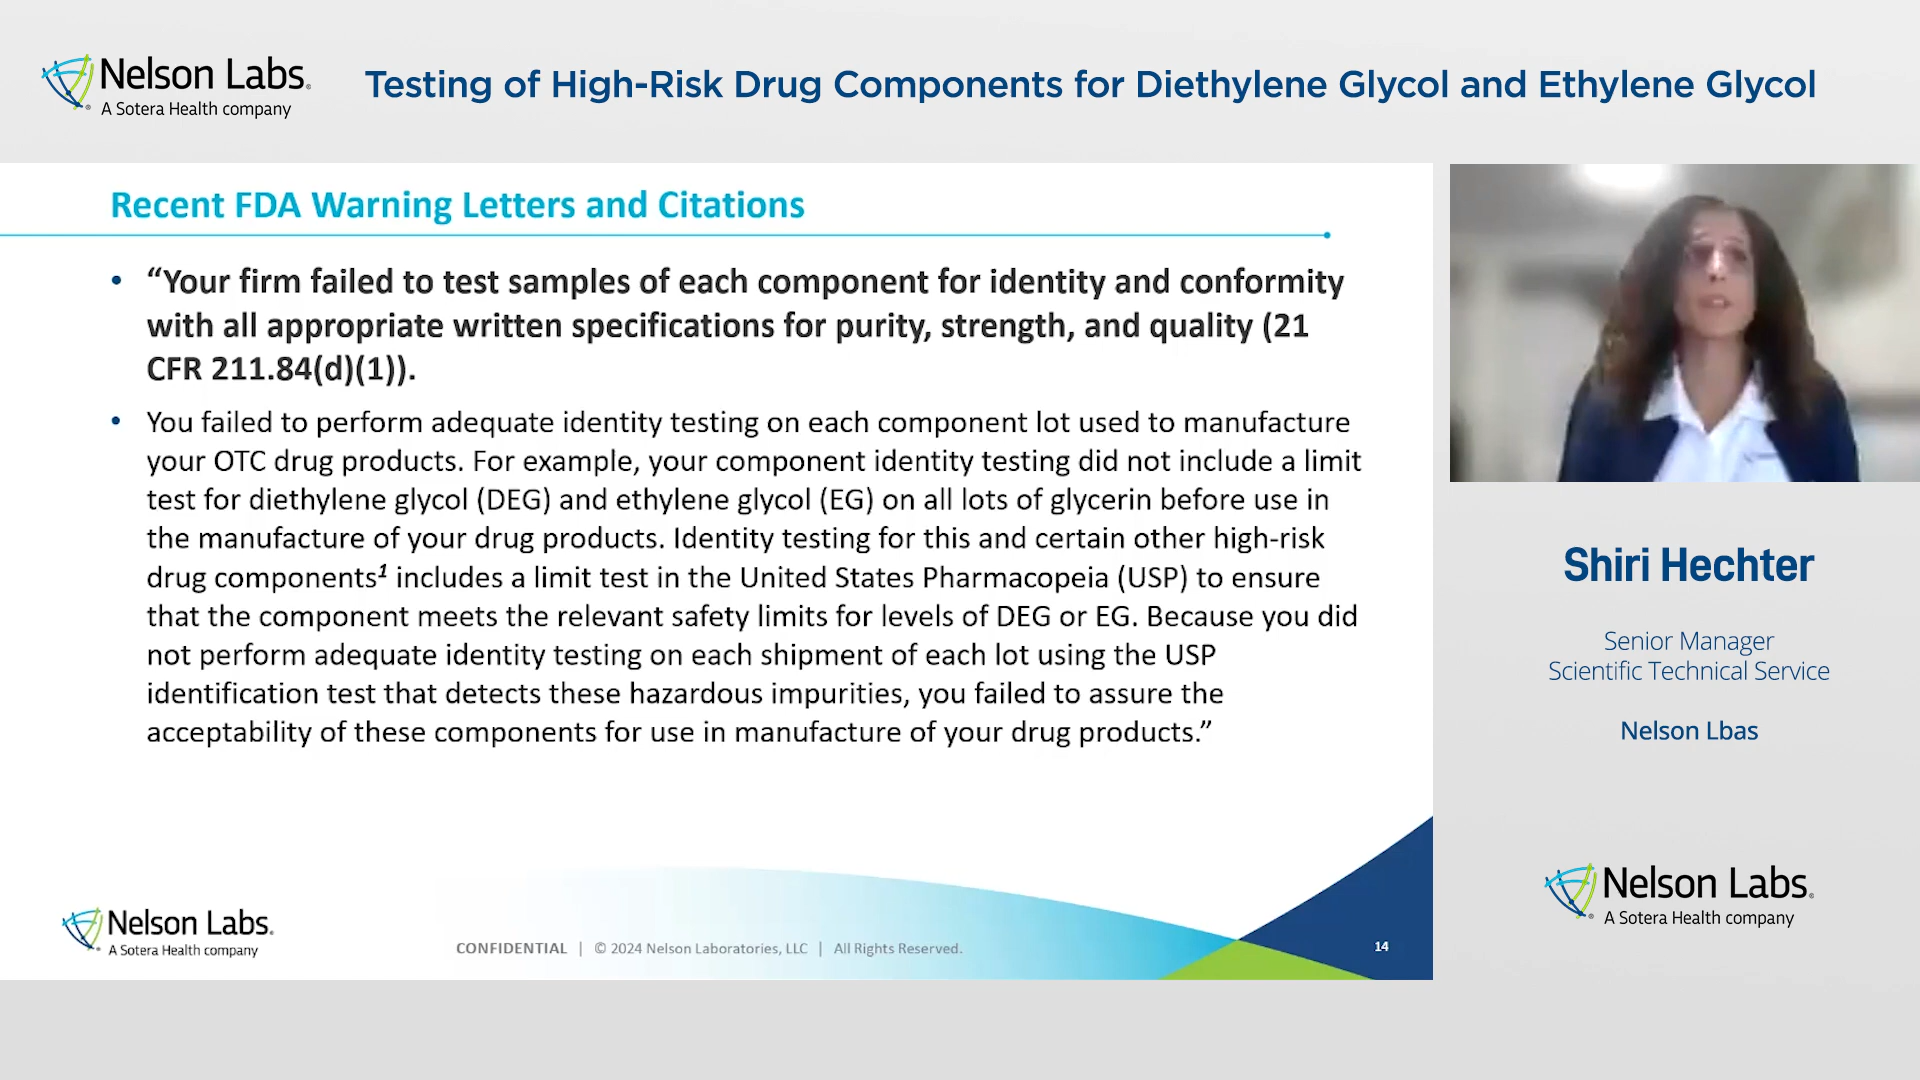 Nelson Labs.
A Sotera Health company
Testing of High-Risk Drug Components for Diethylene Glycol and Ethylene Glycol
Recent FDA Warning Letters and Citations
• “Your firm failed to test samples of each component for identity and conformity
with all appropriate written specifications for purity, strength, and quality (21
CFR 211.84(d)(1)).
• You failed to perform adequate identity testing on each component lot used to manufacture
your OTC drug products. For example, your component identity testing did not include a limit
test for diethylene glycol (DEG) and ethylene glycol (EG) on all lots of glycerin before use in
the manufacture of your drug products. Identity testing for this and certain other high-risk
drug components¹ includes a limit test in the United States Pharmacopeia (USP) to ensure
that the component meets the relevant safety limits for levels of DEG or EG. Because you did
not perform adequate identity testing on each shipment of each lot using the USP
identification test that detects these hazardous impurities, you failed to assure the
acceptability of these components for use in manufacture of your drug products.”
Nelson Labs.
A Sotera Health company
CONFIDENTIAL | © 2024 Nelson Laboratories, LLC | All Rights Reserved.
14
Shiri Hechter
Senior Manager
Scientific Technical Service
Nelson Lbas
Nelson Labs.
A Sotera Health company